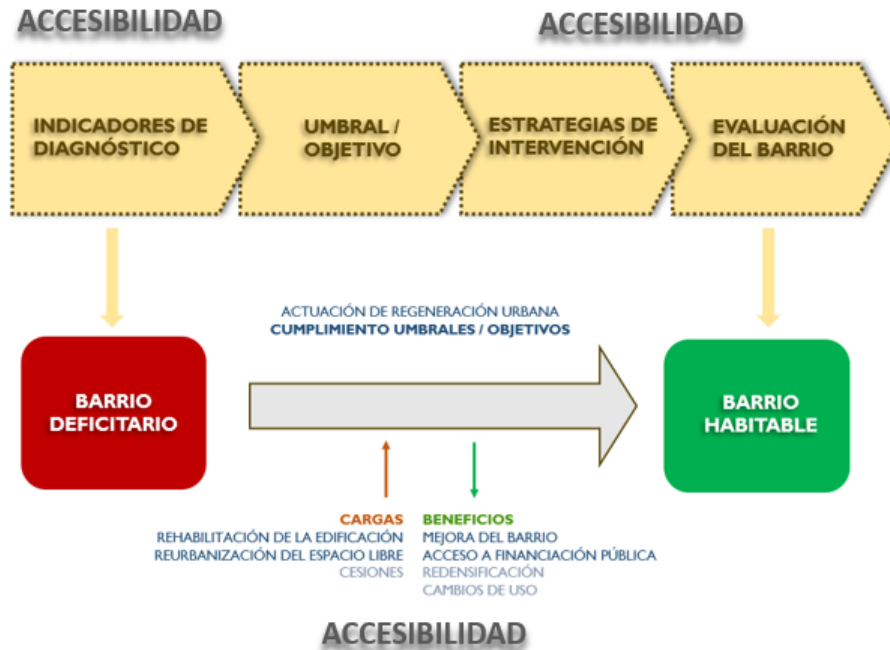 ACCESIBILIDAD
ACCESIBILIDAD
INDICADORES DE
DIAGNÓSTICO
UMBRAL /
OBJETIVO
ESTRATEGIAS DE
INTERVENCIÓN
EVALUACIÓN
DEL BARRIO
ACTUACIÓN DE REGENERACIÓN URBANA
CUMPLIMIENTO UMBRALES / OBJETIVOS
BARRIO
DEFICITARIO
BARRIO
HABITABLE
CARGAS
REHABILITACIÓN DE LA EDIFICACIÓN
REURBANIZACIÓN DEL ESPACIO LIBRE
CESIONES
BENEFICIOS
MEJORA DEL BARRIO
ACCESO A FINANCIACIÓN PÚBLICA
REDENSIFICACIÓN
CAMBIOS DE USO
ACCESIBILIDAD